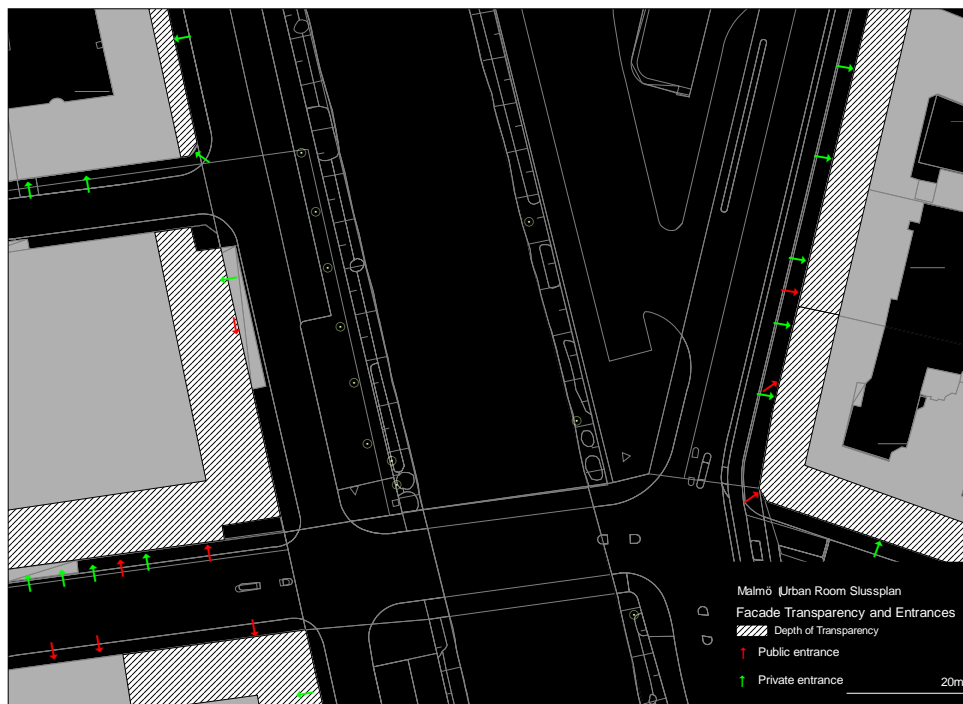 Malmö | Urban Room Slussplan
Facade Transparency and Entrances
Depth of Transparency
Public entrance
Private entrance
20m